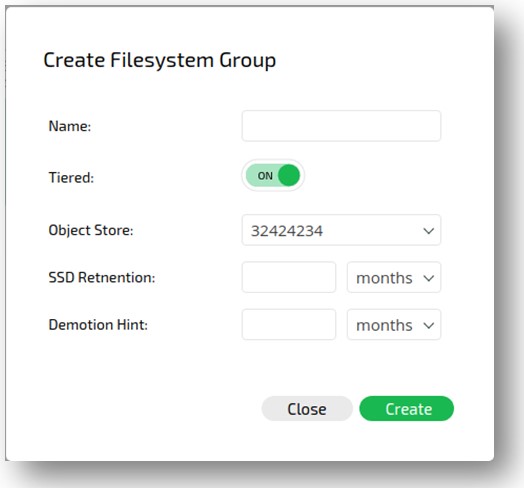 Create Filesystem Group
Name:
Tiered: ON
Object Store: 32424234
SSD Retnention: months
Demotion Hint: months
Close Create